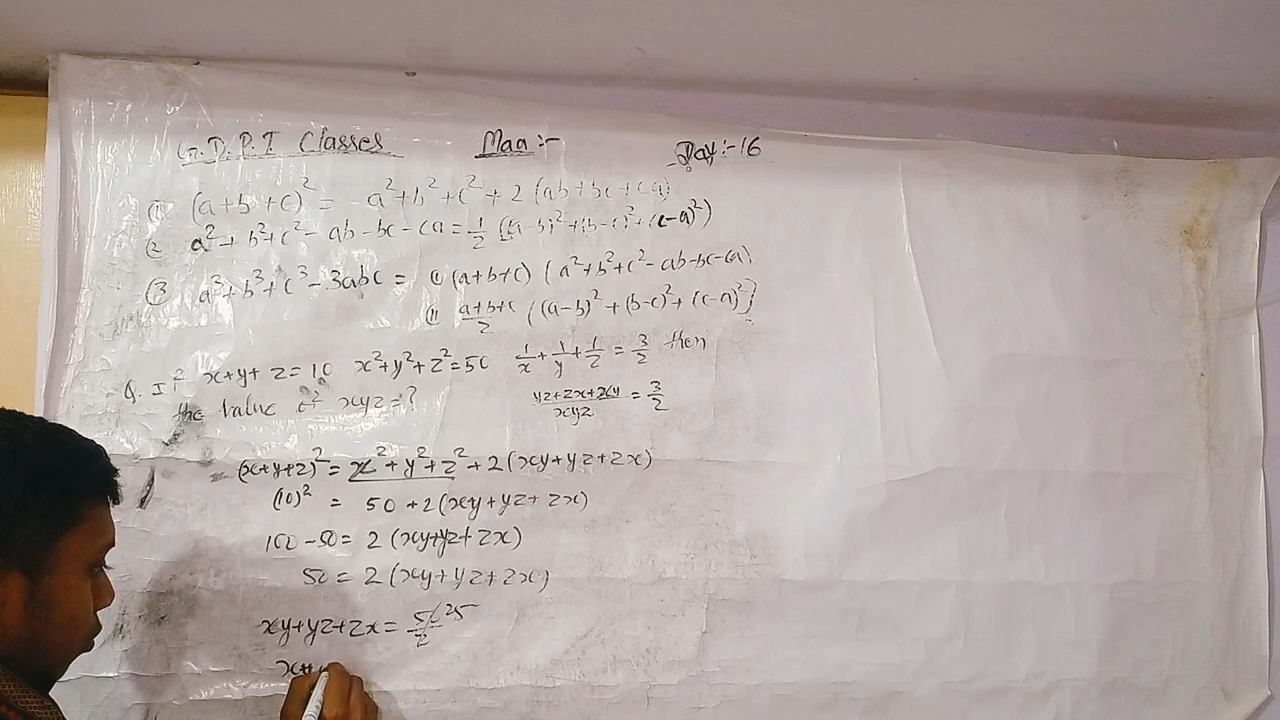 G.D.P.I Classes Maa :- Day :- 16
① (a+b+c)² = a²+b²+c²+2(ab+bc+ca)
② a²+b²+c²-ab-bc-ca = 1/2 ((a-b)²+(b-c)²+(c-a)²)
③ a³+b³+c³-3abc = (i) (a+b+c) (a²+b²+c²-ab-bc-ca)
(ii) a+b+c/2 ((a-b)²+(b-c)²+(c-a)²)
Q. If x+y+z=10 x²+y²+z²=50 1/x+1/y+1/z=3/2 then
the value of xyz=?
yz+zx+xy/xyz = 3/2
(x+y+z)² = x²+y²+z²+2(xy+yz+zx)
(10)² = 50+2(xy+yz+zx)
100-50 = 2(xy+yz+zx)
50 = 2(xy+yz+zx)
xy+yz+zx = 50/2 25